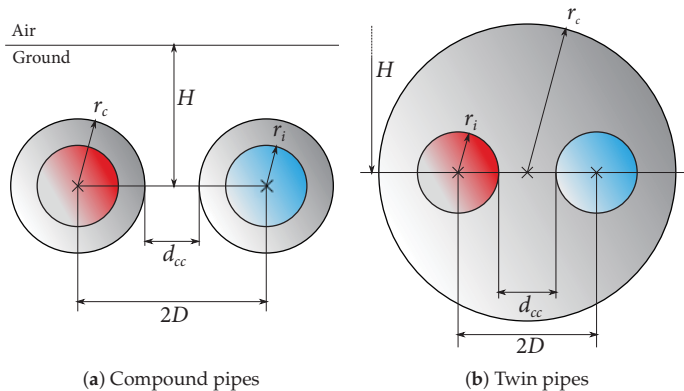 Air
Ground
H
r_c
r_i
d_cc
2D
(a) Compound pipes
H
r_c
r_i
d_cc
2D
(b) Twin pipes